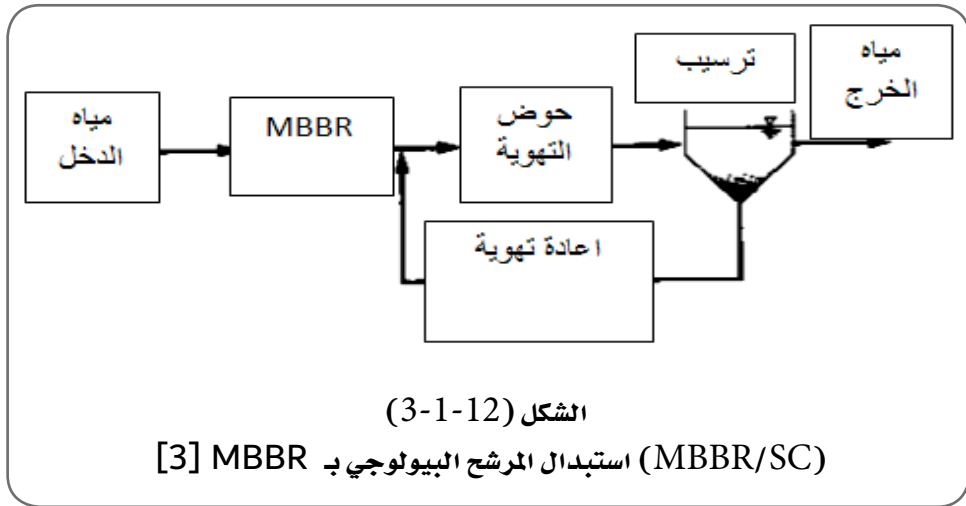 مياه
الدخل
MBBR
حوض
التهوية
ترسيب
مياه
الخرج
اعادة تهوية
الشكل (3-1-12)
(MBBR/SC) استبدال المرشح البيولوجي بـ MBBR [3]